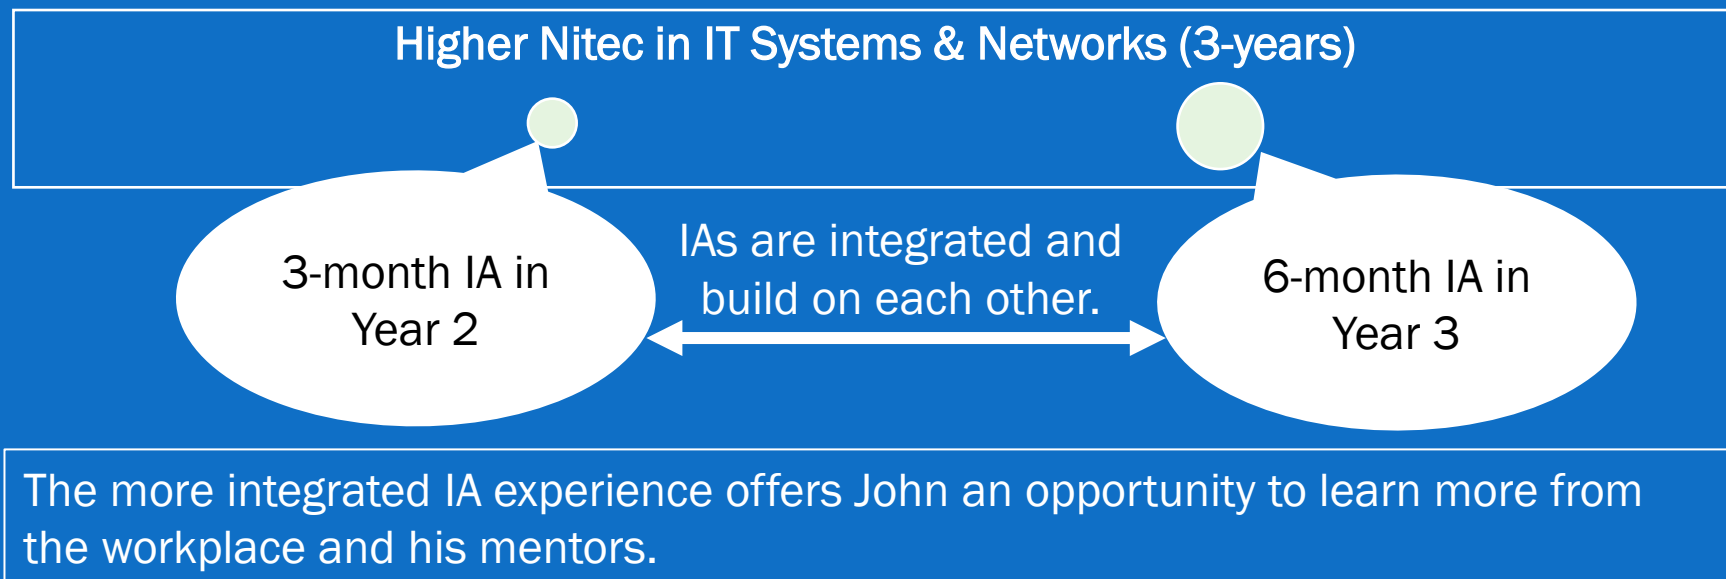 Higher Nitec in IT Systems & Networks (3-years)
3-month IA in
Year 2
IAs are integrated and
build on each other.
6-month IA in
Year 3
The more integrated IA experience offers John an opportunity to learn more from
the workplace and his mentors.